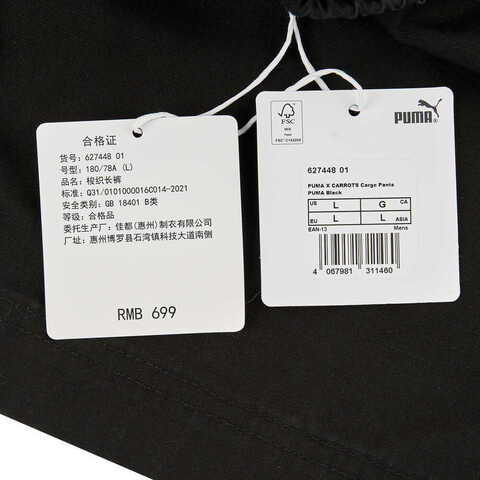 合格证
货号: 627448 01
号型: 180/78A (L)
品名: 梭织长裤
标准: Q31/0101000016C014-2021
安全类别: GB 18401 B类
等级: 合格品
委托生产厂: 佳都(惠州)制衣有限公司
厂址: 惠州博罗县石湾镇科技大道南侧
RMB 699
FSC
MIX
Paper
PUMA
627448 01
PUMA X CARROTS Cargo Pants
PUMA Black
US L G CA
EU L L ASIA
EAN-13 Mens
4 067981 311460